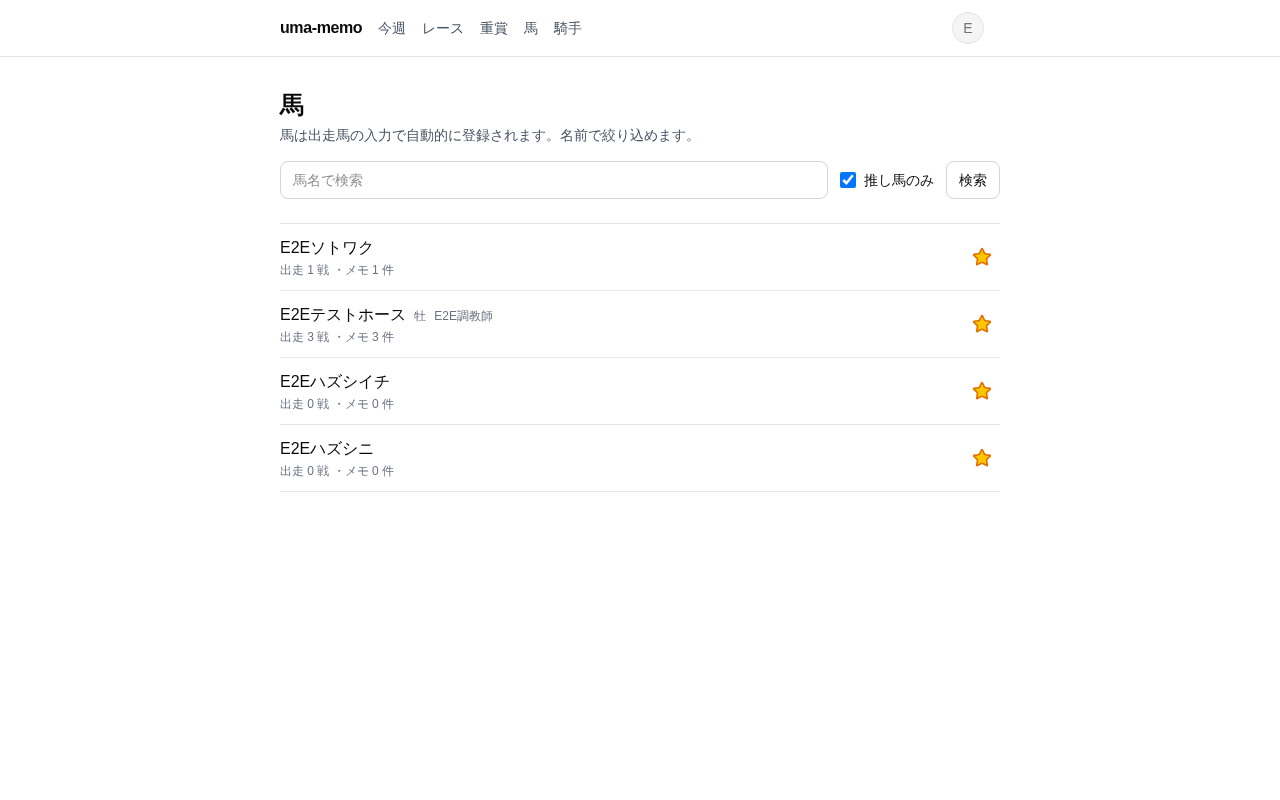 uma-memo 今週 レース 重賞 馬 騎手 E
馬
馬は出走馬の入力で自動的に登録されます。名前で絞り込めます。
馬名で検索 推し馬のみ 検索
E2Eソトワク
出走 1 戦 ・メモ 1 件
E2Eテストホース 牡 E2E調教師
出走 3 戦 ・メモ 3 件
E2Eハズシイチ
出走 0 戦 ・メモ 0 件
E2Eハズシニ
出走 0 戦 ・メモ 0 件